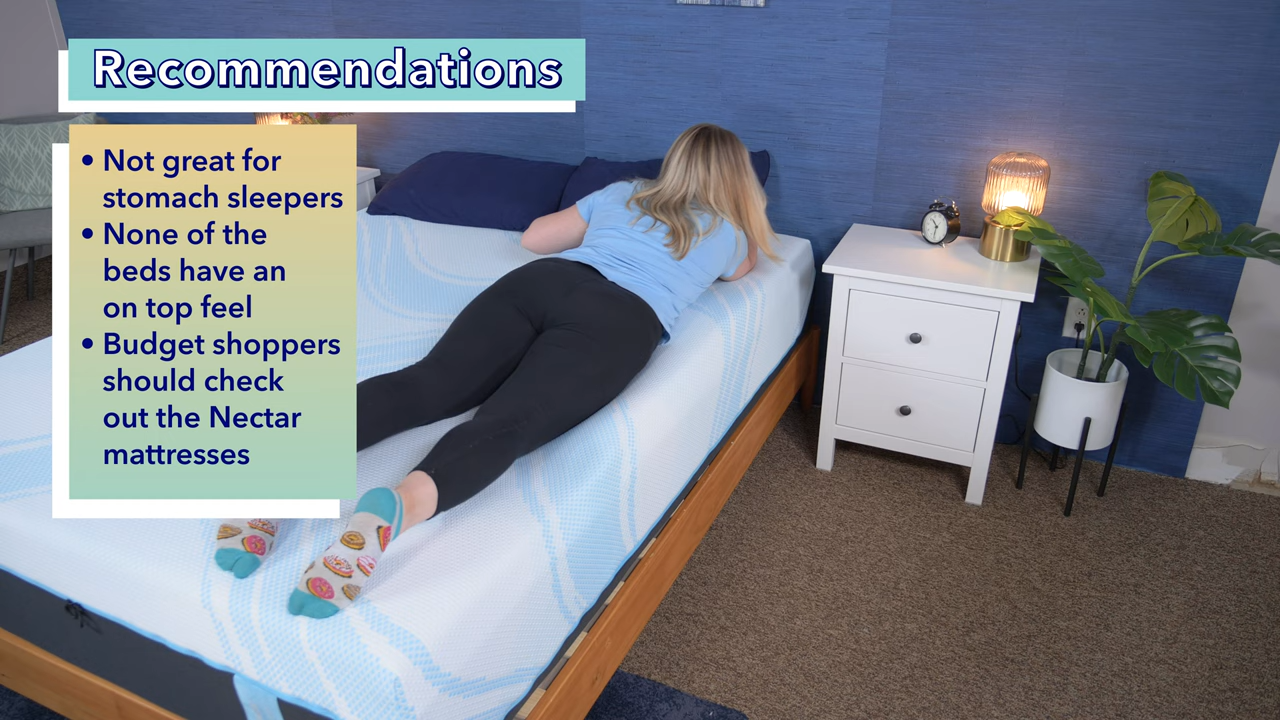 Recommendations
• Not great for
stomach sleepers
• None of the
beds have an
on top feel
• Budget shoppers
should check
out the Nectar
mattresses